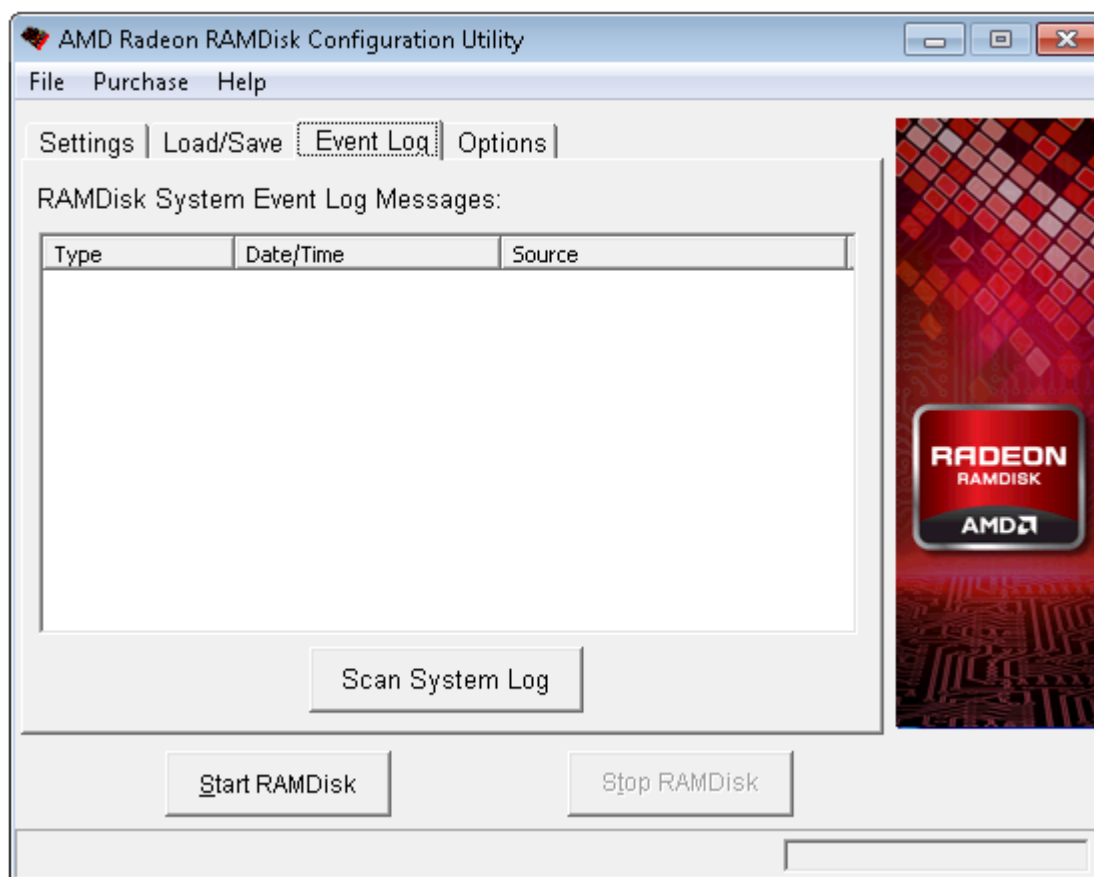 AMD Radeon RAMDisk Configuration Utility
File Purchase Help
Settings Load/Save Event Log Options
RAMDisk System Event Log Messages:
Type Date/Time Source
RADEON
RAMDISK
AMD
Scan System Log
Start RAMDisk Stop RAMDisk